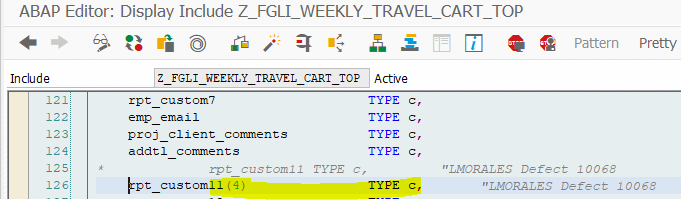 ABAP Editor: Display Include Z_FGLI_WEEKLY_TRAVEL_CART_TOP
Pattern Pretty
Include Z_FGLI_WEEKLY_TRAVEL_CART_TOP Active
121 rpt_custom7 TYPE c,
122 emp_email TYPE c,
123 proj_client_comments TYPE c,
124 addtl_comments TYPE c,
125 * rpt_custom11 TYPE c, "LMORALES Defect 10068
126 rpt_custom11(4) TYPE c, "LMORALES Defect 10068